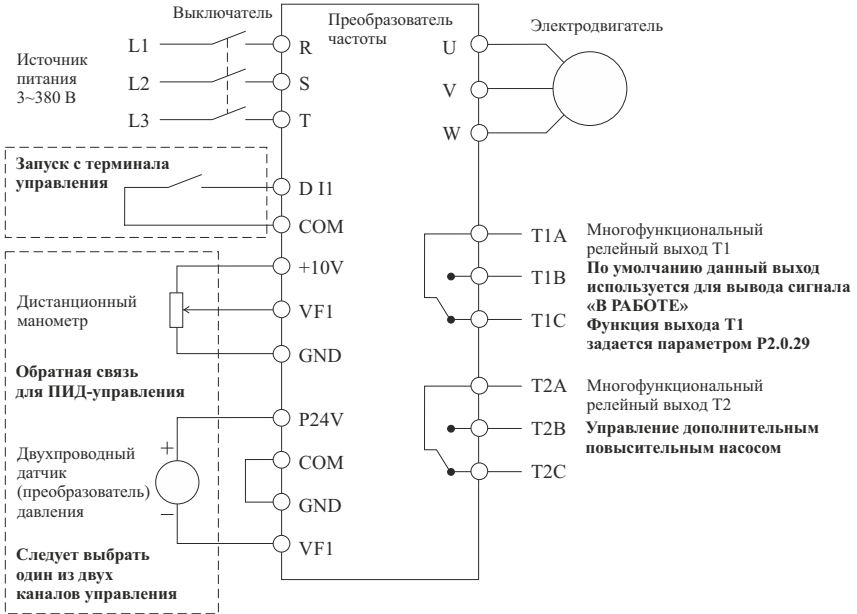 Выключатель
Преобразователь
частоты
Электродвигатель
Источник
питания
3~380 В
L1
L2
L3
R
S
T
U
V
W
Запуск с терминала
управления
D I1
COM
+10V
VF1
GND
Дистанционный
манометр
Обратная связь
для ПИД-управления
P24V
COM
GND
VF1
+
Двухпроводный
датчик
(преобразователь)
давления
−
Следует выбрать
один из двух
каналов управления
T1A
T1B
T1C
Многофункциональный
релейный выход T1
По умолчанию данный выход
используется для вывода сигнала
«В РАБОТЕ»
Функция выхода T1
задается параметром P2.0.29
T2A
T2B
T2C
Многофункциональный
релейный выход T2
Управление дополнительным
повысительным насосом